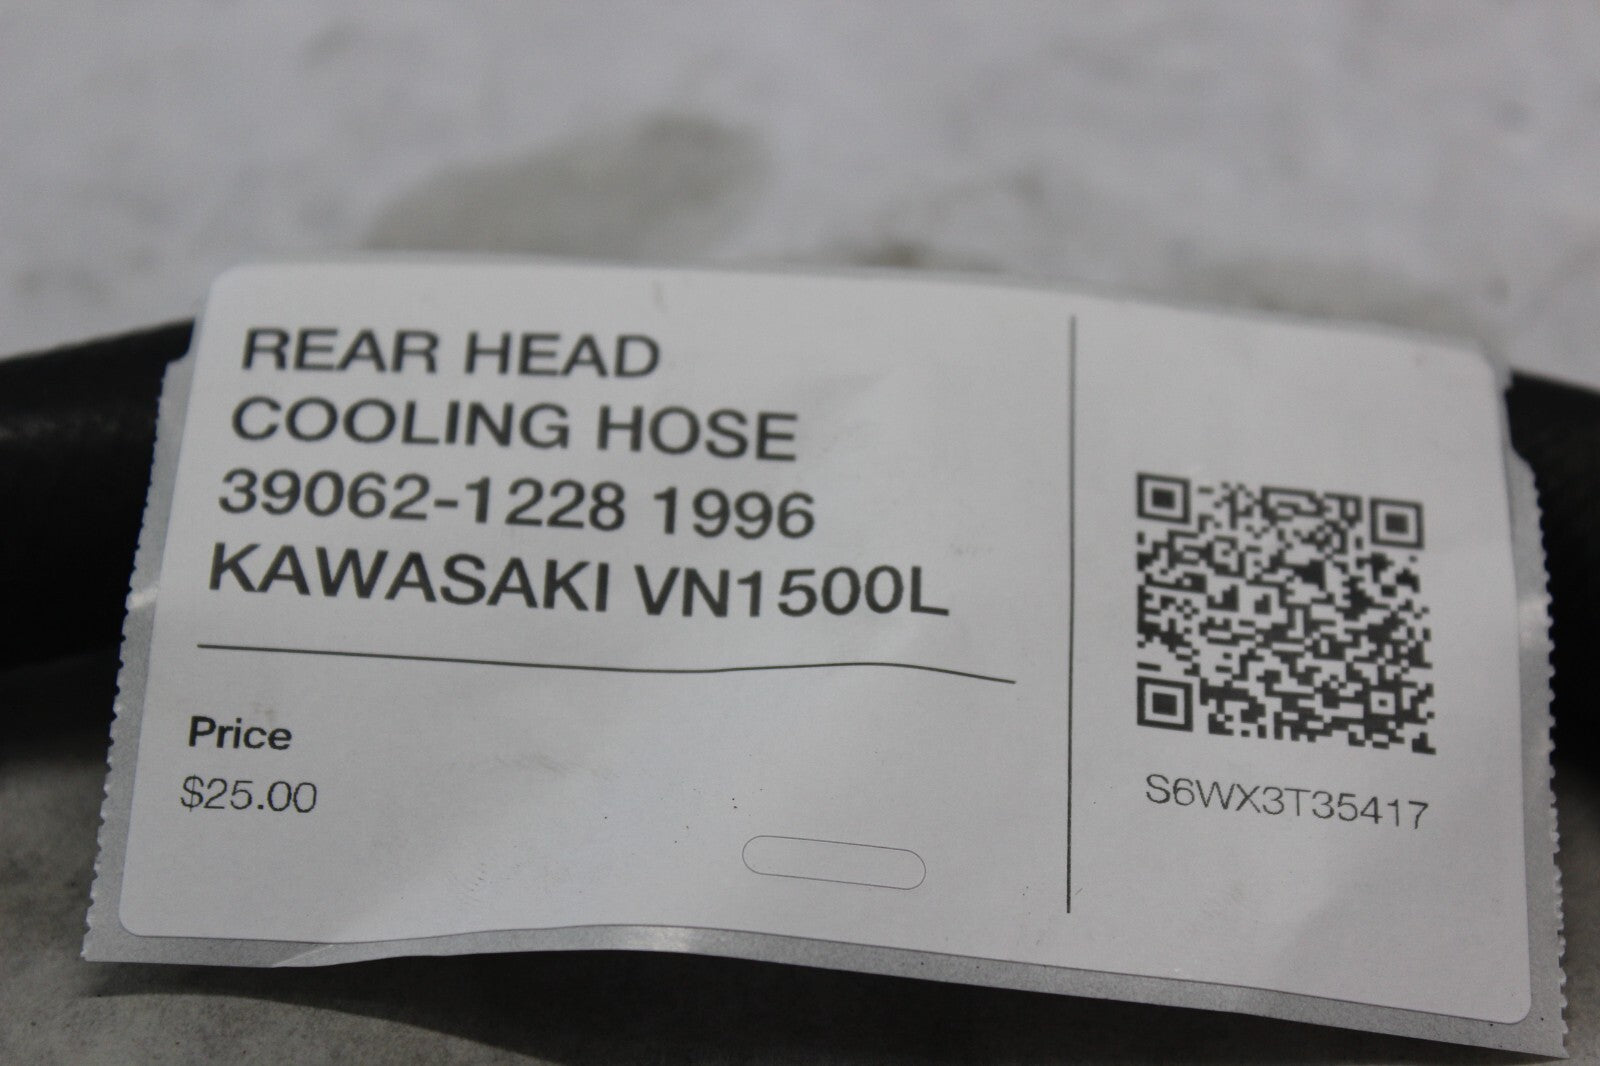 REAR HEAD
COOLING HOSE
39062-1228 1996
KAWASAKI VN1500L
Price
$25.00
S6WX3T35417